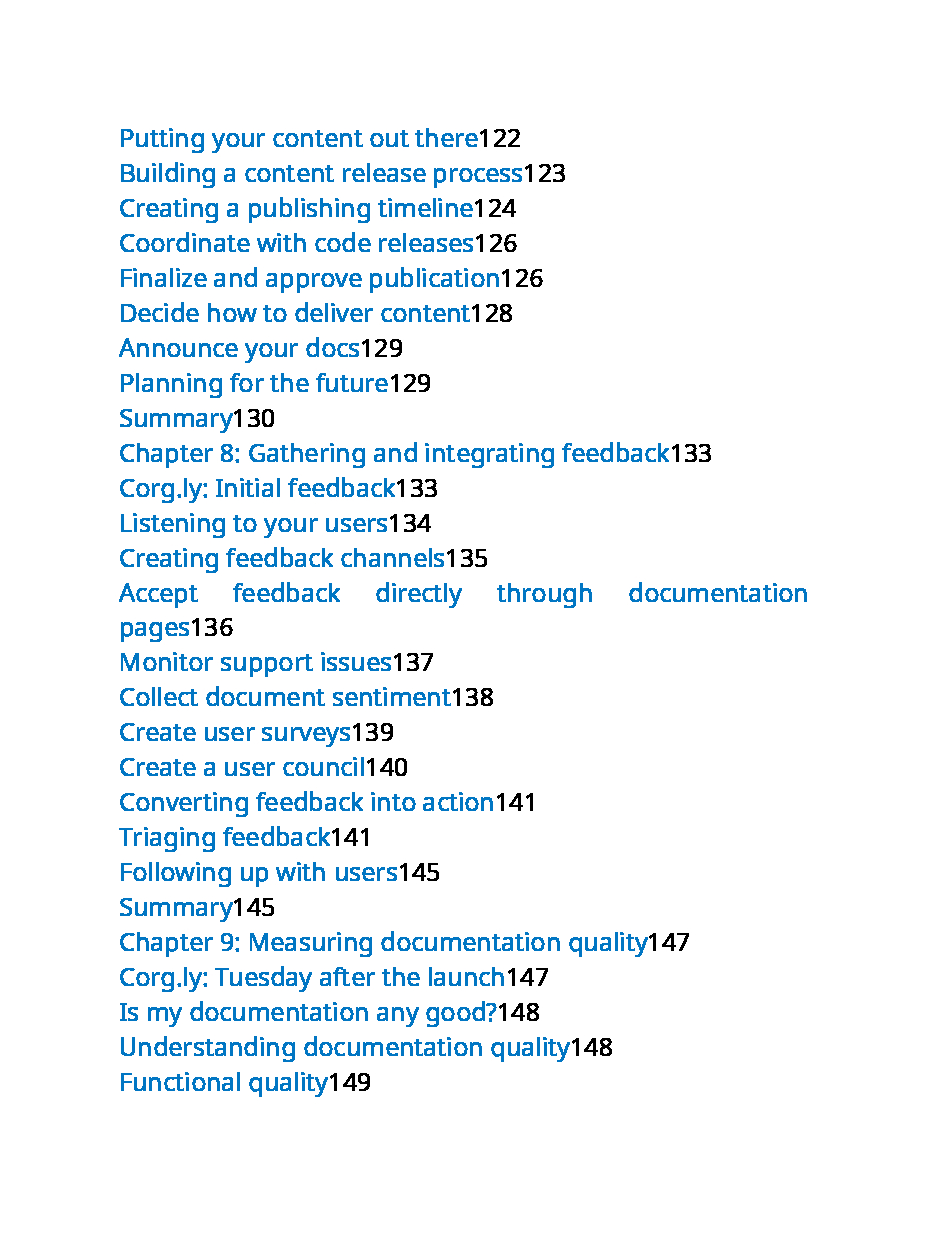 Putting your content out there122
Building a content release process123
Creating a publishing timeline124
Coordinate with code releases126
Finalize and approve publication126
Decide how to deliver content128
Announce your docs129
Planning for the future129
Summary130
Chapter 8: Gathering and integrating feedback133
Corg.ly: Initial feedback133
Listening to your users134
Creating feedback channels135
Accept feedback directly through documentation
pages136
Monitor support issues137
Collect document sentiment138
Create user surveys139
Create a user council140
Converting feedback into action141
Triaging feedback141
Following up with users145
Summary145
Chapter 9: Measuring documentation quality147
Corg.ly: Tuesday after the launch147
Is my documentation any good?148
Understanding documentation quality148
Functional quality149